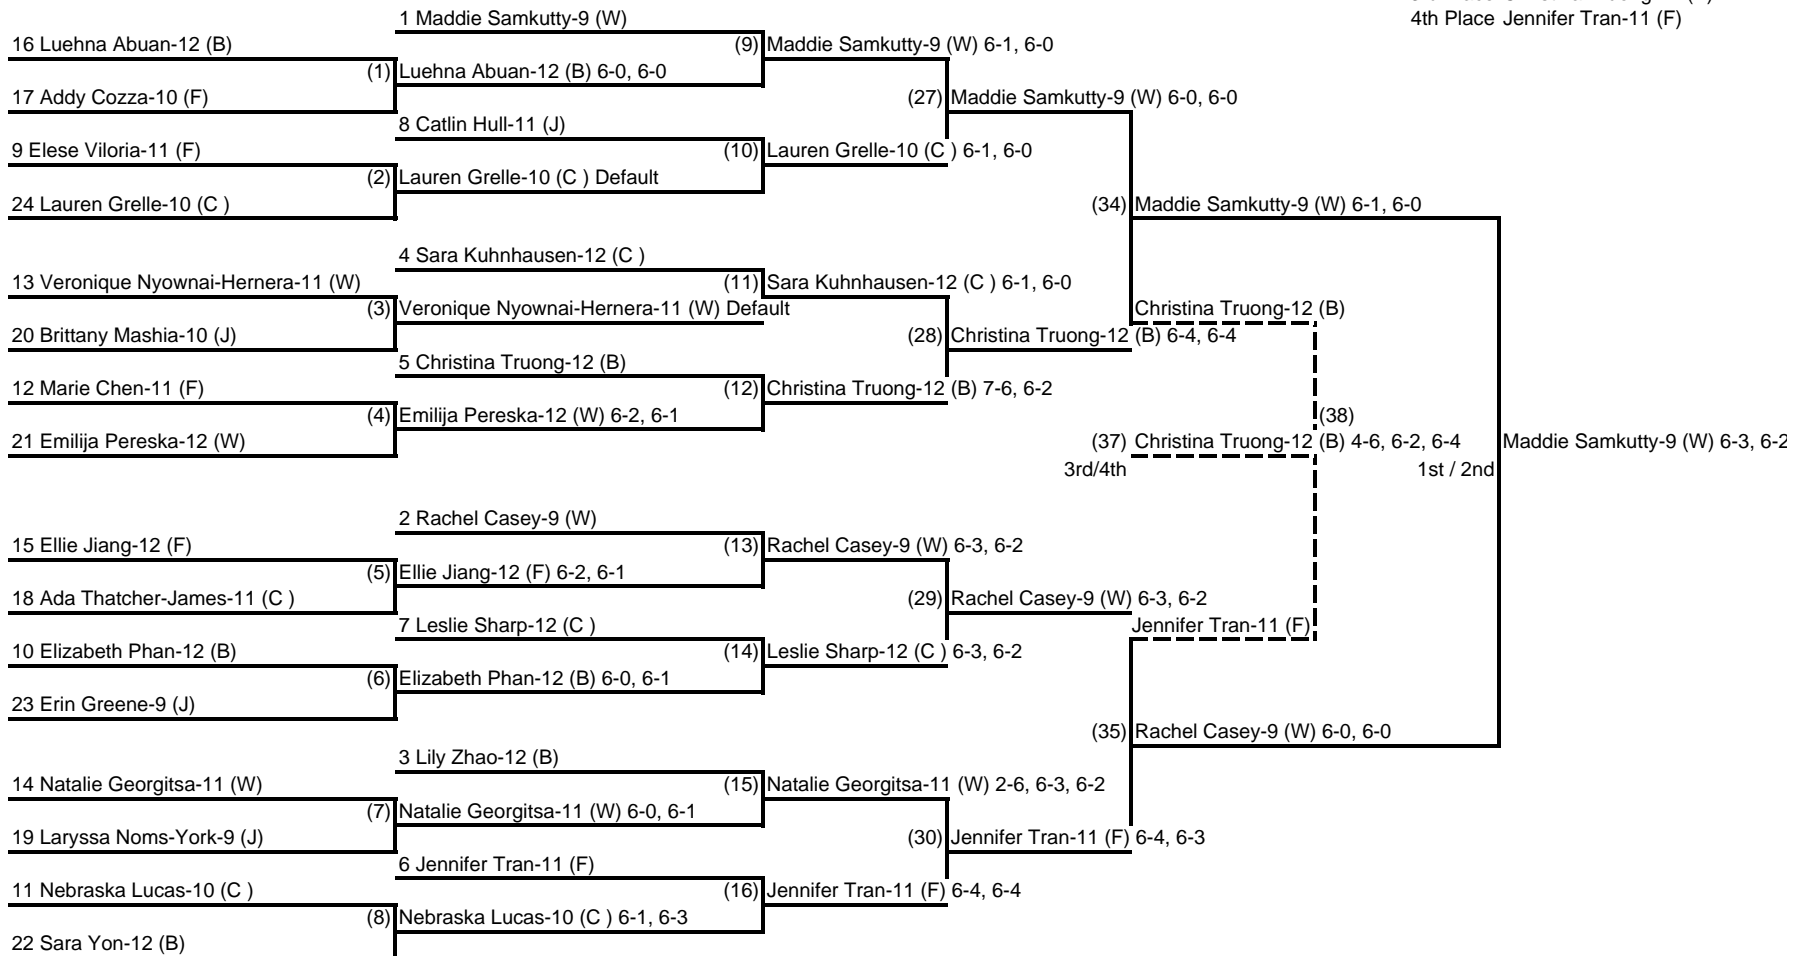 4th Place Jennifer Tran-11 (F)
1 Maddie Samkutty-9 (W)
16 Luehna Abuan-12 (B)
(9) Maddie Samkutty-9 (W) 6-1, 6-0
(1) Luehna Abuan-12 (B) 6-0, 6-0
17 Addy Cozza-10 (F)
(27) Maddie Samkutty-9 (W) 6-0, 6-0
8 Catlin Hull-11 (J)
9 Elese Viloria-11 (F)
(10) Lauren Grelle-10 (C ) 6-1, 6-0
(2) Lauren Grelle-10 (C ) Default
24 Lauren Grelle-10 (C )
(34) Maddie Samkutty-9 (W) 6-1, 6-0
4 Sara Kuhnhausen-12 (C )
13 Veronique Nyownai-Hernera-11 (W)
(11) Sara Kuhnhausen-12 (C ) 6-1, 6-0
(3) Veronique Nyownai-Hernera-11 (W) Default
Christina Truong-12 (B)
20 Brittany Mashia-10 (J)
(28) Christina Truong-12 (B) 6-4, 6-4
5 Christina Truong-12 (B)
12 Marie Chen-11 (F)
(12) Christina Truong-12 (B) 7-6, 6-2
(4) Emilija Pereska-12 (W) 6-2, 6-1
(38)
21 Emilija Pereska-12 (W)
(37) Christina Truong-12 (B) 4-6, 6-2, 6-4
Maddie Samkutty-9 (W) 6-3, 6-2
3rd/4th
1st / 2nd
2 Rachel Casey-9 (W)
15 Ellie Jiang-12 (F)
(13) Rachel Casey-9 (W) 6-3, 6-2
(5) Ellie Jiang-12 (F) 6-2, 6-1
18 Ada Thatcher-James-11 (C )
(29) Rachel Casey-9 (W) 6-3, 6-2
7 Leslie Sharp-12 (C )
Jennifer Tran-11 (F)
10 Elizabeth Phan-12 (B)
(14) Leslie Sharp-12 (C ) 6-3, 6-2
(6) Elizabeth Phan-12 (B) 6-0, 6-1
23 Erin Greene-9 (J)
(35) Rachel Casey-9 (W) 6-0, 6-0
3 Lily Zhao-12 (B)
14 Natalie Georgitsa-11 (W)
(15) Natalie Georgitsa-11 (W) 2-6, 6-3, 6-2
(7) Natalie Georgitsa-11 (W) 6-0, 6-1
19 Laryssa Noms-York-9 (J)
(30) Jennifer Tran-11 (F) 6-4, 6-3
6 Jennifer Tran-11 (F)
11 Nebraska Lucas-10 (C )
(16) Jennifer Tran-11 (F) 6-4, 6-4
(8) Nebraska Lucas-10 (C ) 6-1, 6-3
22 Sara Yon-12 (B)